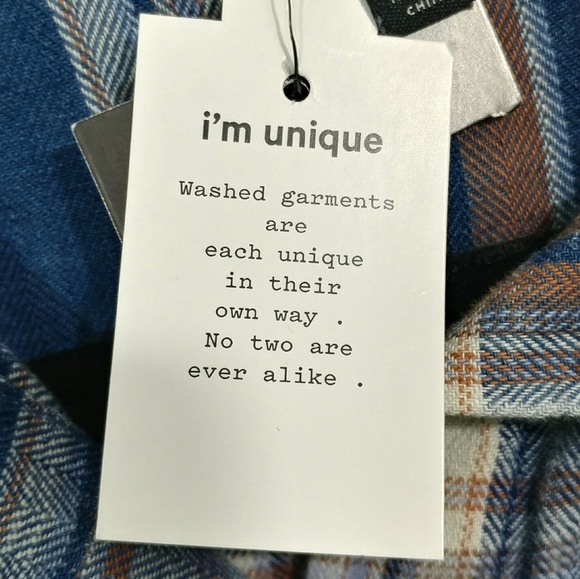 i'm unique
Washed garments
are
each unique
in their
own way .
No two are
ever alike .